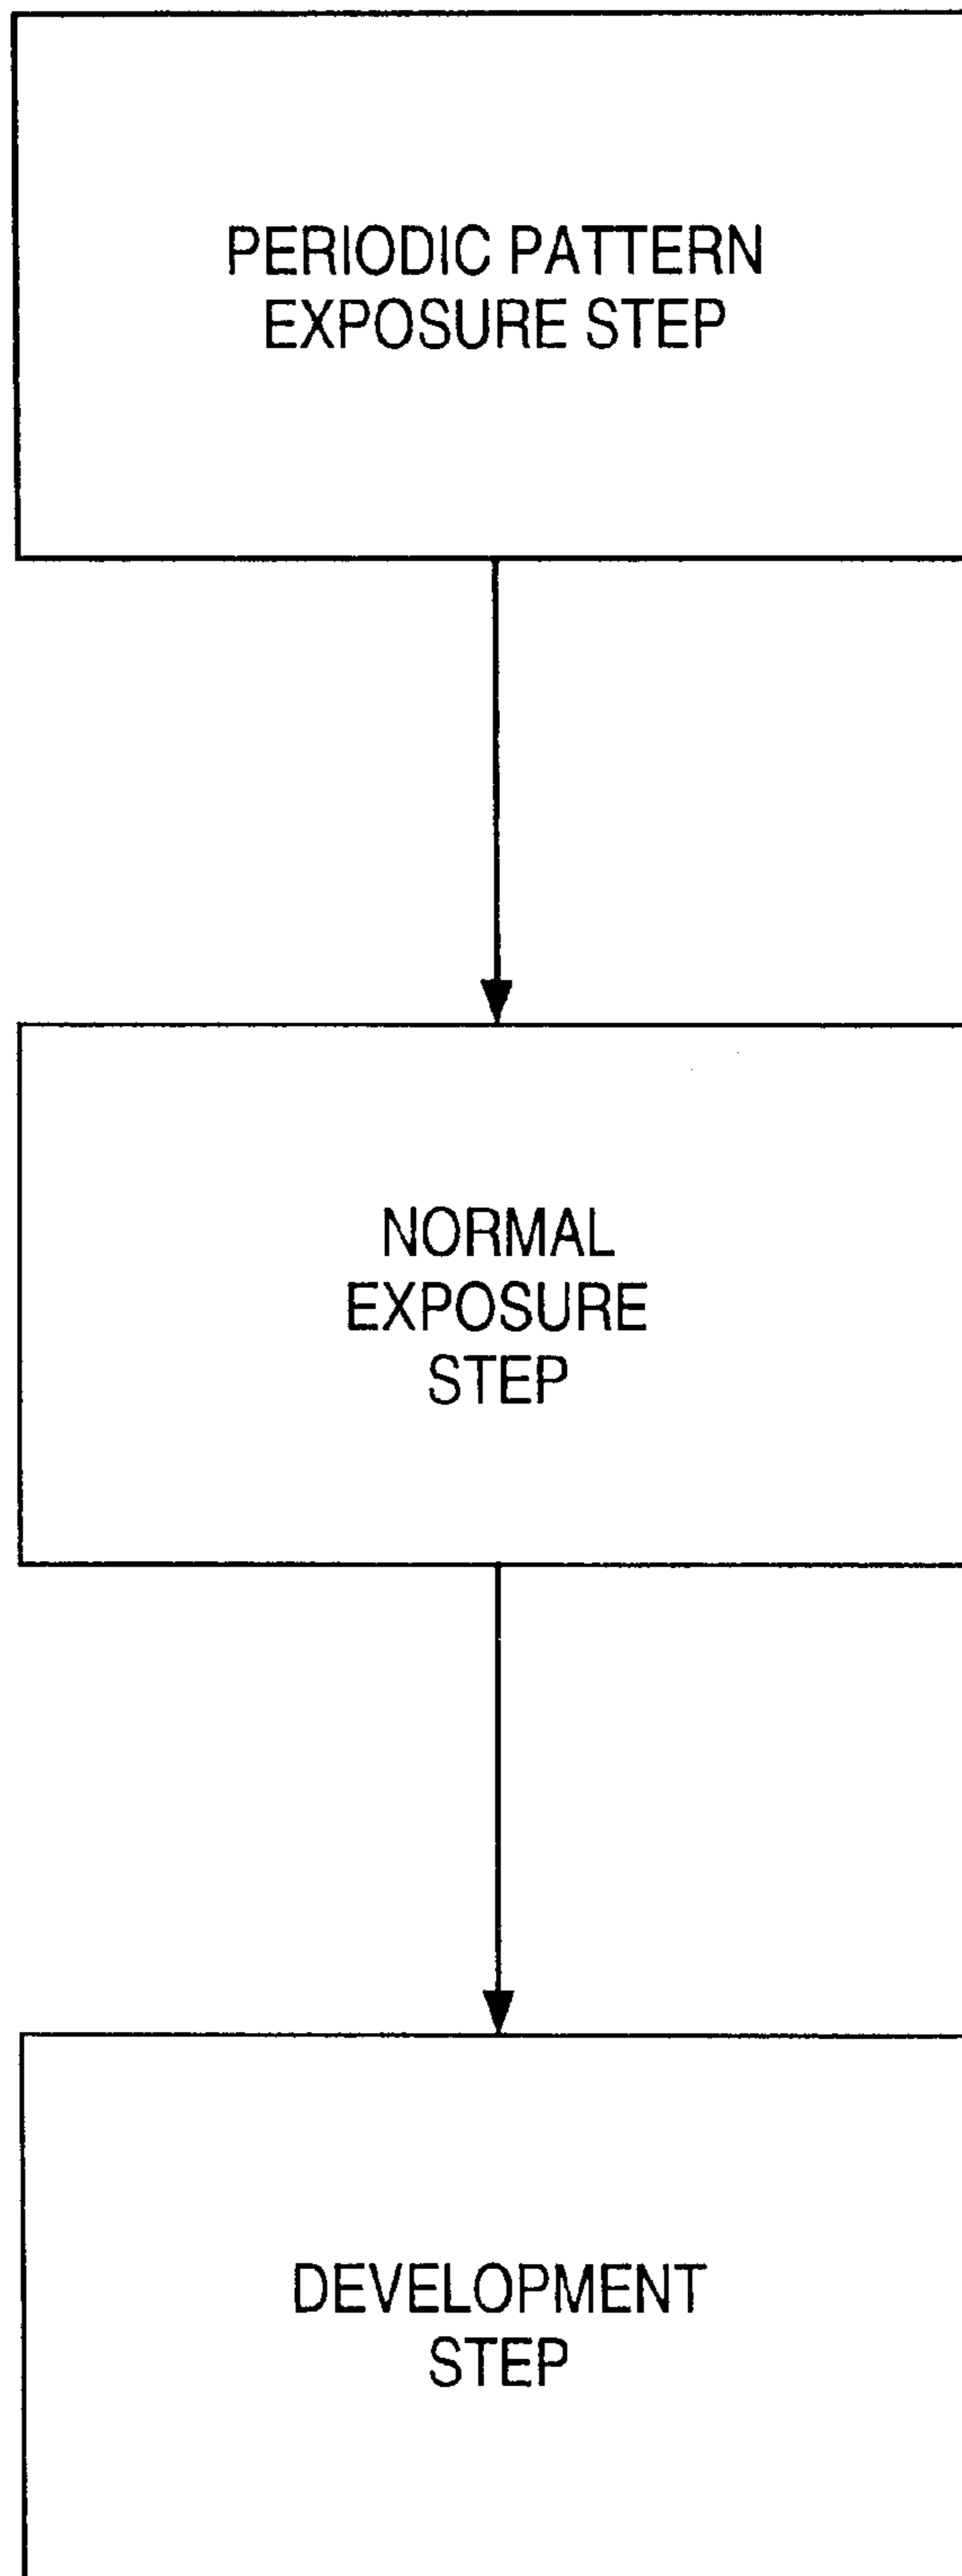 PERIODIC PATTERN
EXPOSURE STEP
NORMAL
EXPOSURE
STEP
DEVELOPMENT
STEP